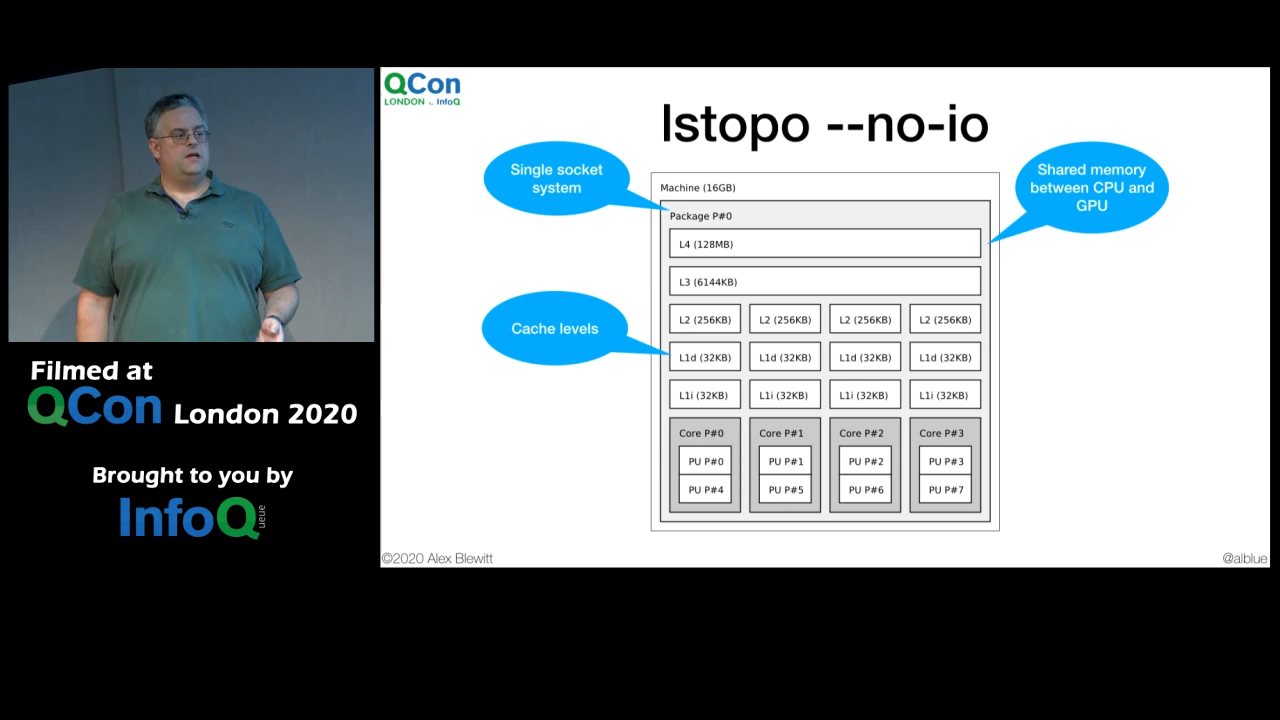 Filmed at
QCon London 2020
Brought to you by
InfoQ
ueue
QCon
LONDON by InfoQ
lstopo --no-io
Single socket
system
Shared memory
between CPU and
GPU
Cache levels
Machine (16GB)
Package P#0
L4 (128MB)
L3 (6144KB)
L2 (256KB) L2 (256KB) L2 (256KB) L2 (256KB)
L1d (32KB) L1d (32KB) L1d (32KB) L1d (32KB)
L1i (32KB) L1i (32KB) L1i (32KB) L1i (32KB)
Core P#0 Core P#1 Core P#2 Core P#3
PU P#0 PU P#1 PU P#2 PU P#3
PU P#4 PU P#5 PU P#6 PU P#7
©2020 Alex Blewitt
@alblue